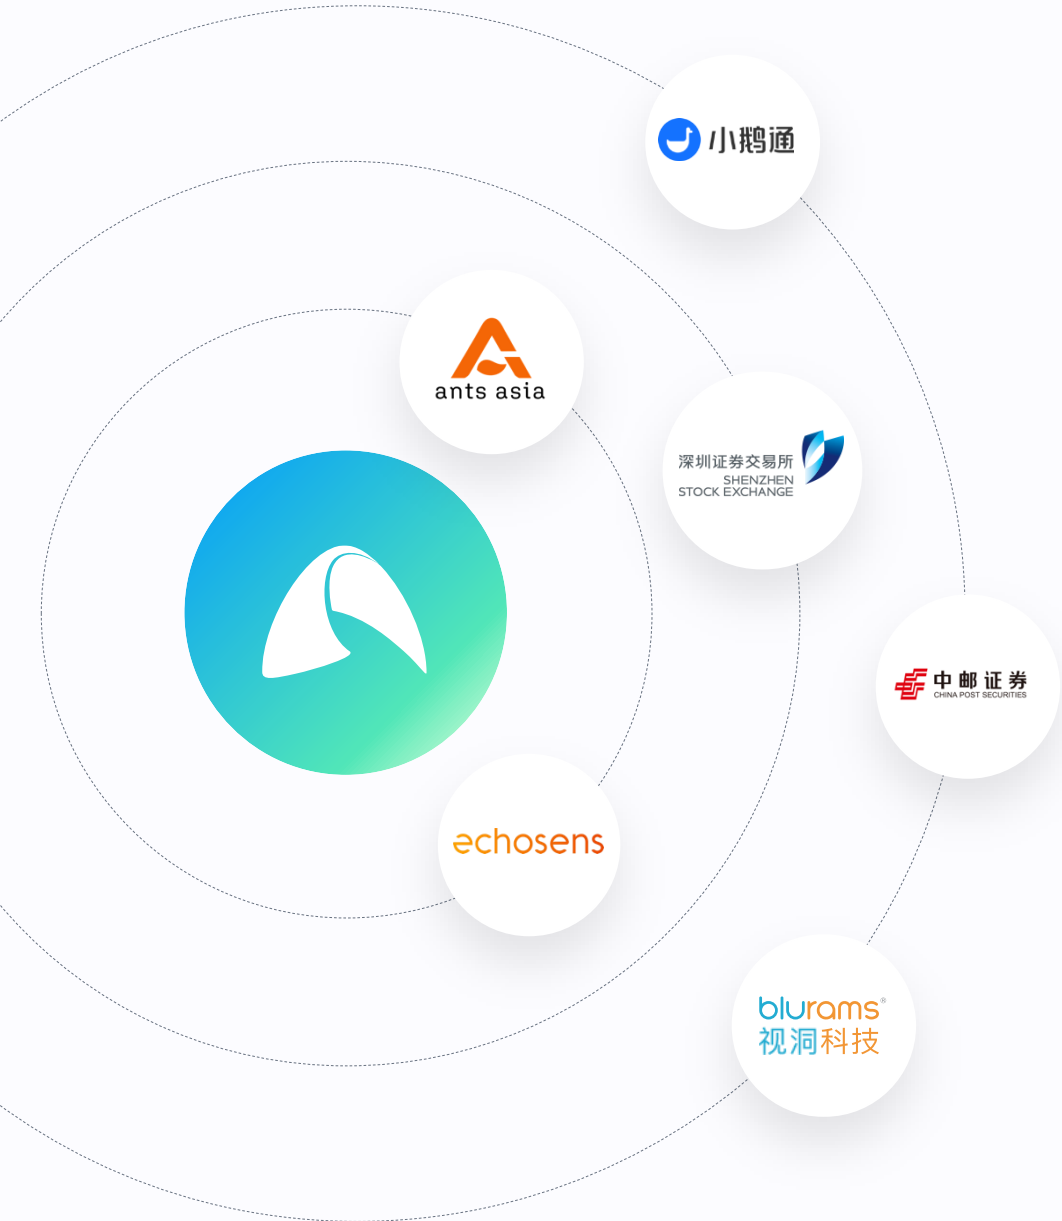 小鹅通
ants asia
深圳证券交易所
SHENZHEN
STOCK EXCHANGE
中邮证券
CHINA POST SECURITIES
echosens
blurams®
视洞科技